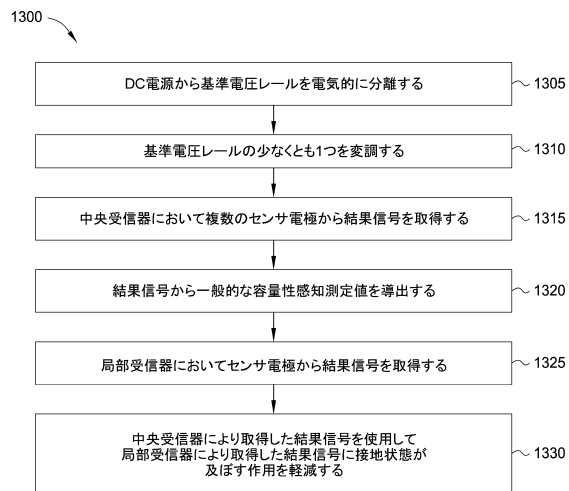 1300
DC電源から基準電圧レールを電気的に分離する
1305
基準電圧レールの少なくとも1つを変調する
1310
中央受信器において複数のセンサ電極から結果信号を取得する
1315
結果信号から一般的な容量性感知測定値を導出する
1320
局部受信器においてセンサ電極から結果信号を取得する
1325
中央受信器により取得した結果信号を使用して
局部受信器により取得した結果信号に接地状態が
及ぼす作用を軽減する
1330